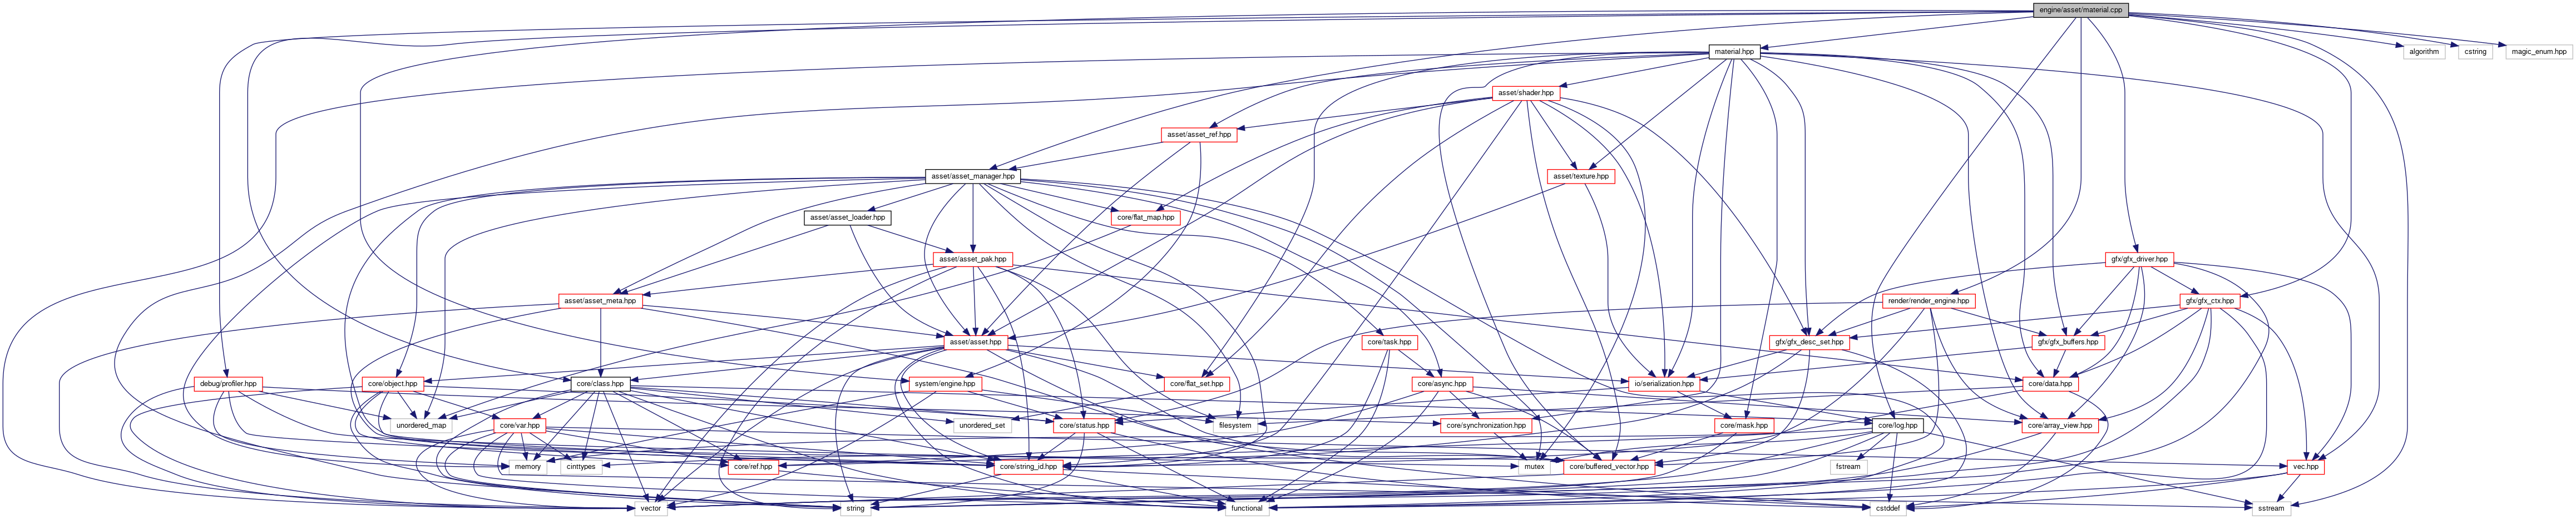 engine/asset/material.cpp
material.hpp
algorithm
cstring
magic_enum.hpp
asset/shader.hpp
asset/asset_ref.hpp
asset/asset_manager.hpp
asset/texture.hpp
asset/asset_loader.hpp
core/flat_map.hpp
asset/asset_pak.hpp
gfx/gfx_driver.hpp
asset/asset_meta.hpp
render/render_engine.hpp
gfx/gfx_ctx.hpp
asset/asset.hpp
core/task.hpp
gfx/gfx_desc_set.hpp
gfx/gfx_buffers.hpp
debug/profiler.hpp
core/object.hpp
core/class.hpp
system/engine.hpp
core/flat_set.hpp
core/async.hpp
io/serialization.hpp
core/data.hpp
unordered_map
core/var.hpp
unordered_set
core/status.hpp
filesystem
core/synchronization.hpp
core/mask.hpp
core/log.hpp
core/array_view.hpp
memory
cinttypes
core/ref.hpp
core/string_id.hpp
mutex
core/buffered_vector.hpp
fstream
vec.hpp
vector
string
functional
cstddef
sstream